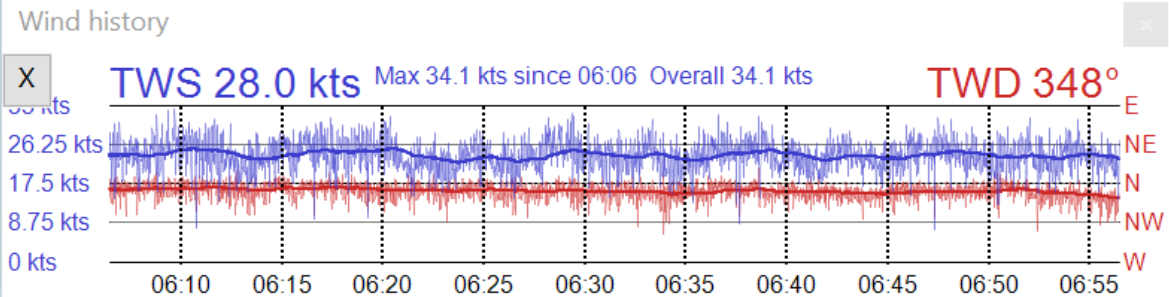 Wind history
×
X
TWS 28.0 kts Max 34.1 kts since 06:06 Overall 34.1 kts TWD 348°
35 kts E
26.25 kts NE
17.5 kts N
8.75 kts NW
0 kts W
06:10 06:15 06:20 06:25 06:30 06:35 06:40 06:45 06:50 06:55